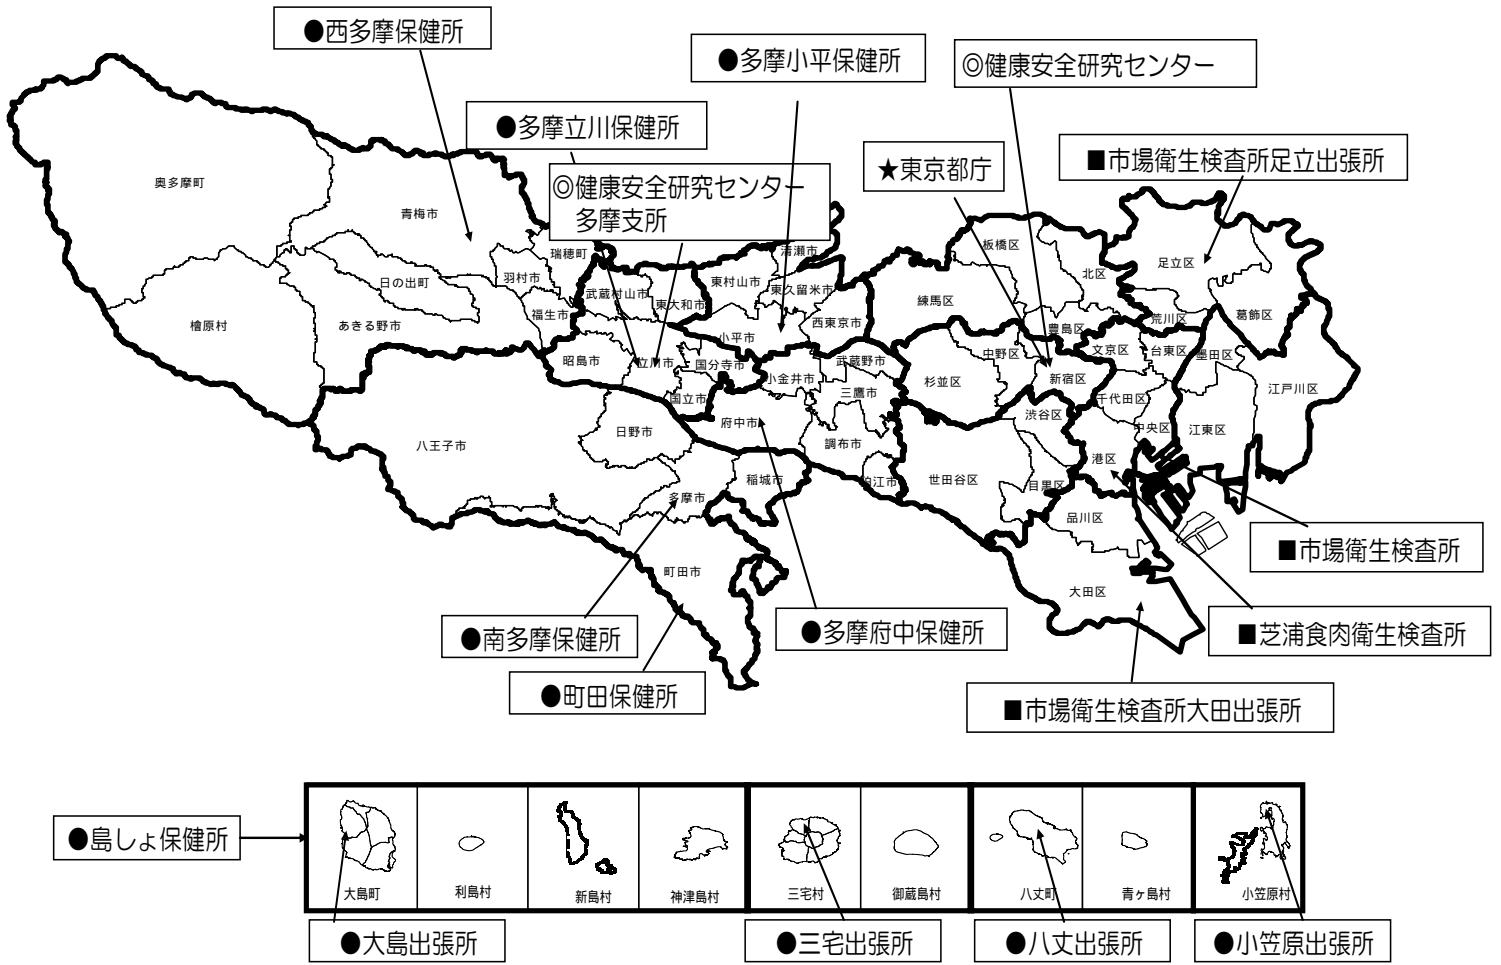 ●西多摩保健所
●多摩小平保健所
◎健康安全研究センター
●多摩立川保健所
■市場衛生検査所足立出張所
★東京都庁
◎健康安全研究センター
多摩支所
奥多摩町
青梅市
瑞穂町
清瀬市
板橋区
北区
足立区
日の出町
羽村市
武蔵村山市
東大和市
東村山市
東久留米市
練馬区
檜原村
あきる野市
福生市
小平市
西東京市
豊島区
荒川区
葛飾区
昭島市
立川市
国分寺市
小金井市
武蔵野市
中野区
文京区
台東区
墨田区
杉並区
新宿区
江戸川区
国立市
三鷹市
千代田区
渋谷区
八王子市
日野市
府中市
調布市
中央区
江東区
港区
多摩市
稲城市
狛江市
世田谷区
目黒区
品川区
町田市
大田区
■市場衛生検査所
●南多摩保健所
●多摩府中保健所
■芝浦食肉衛生検査所
●町田保健所
■市場衛生検査所大田出張所
●島しょ保健所
大島町
利島村
新島村
神津島村
三宅村
御蔵島村
八丈町
青ヶ島村
小笠原村
●大島出張所
●三宅出張所
●八丈出張所
●小笠原出張所